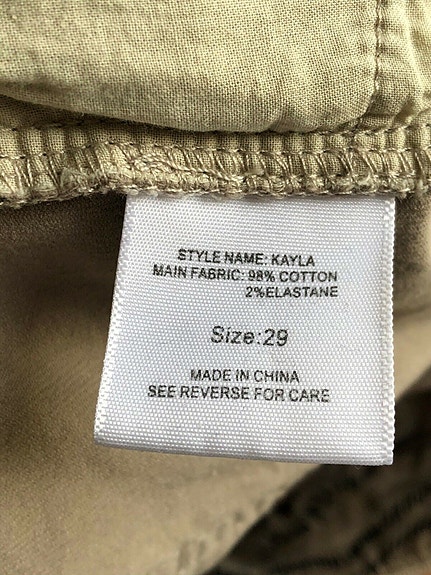 STYLE NAME: KAYLA
MAIN FABRIC: 98% COTTON
2%ELASTANE
Size:29
MADE IN CHINA
SEE REVERSE FOR CARE